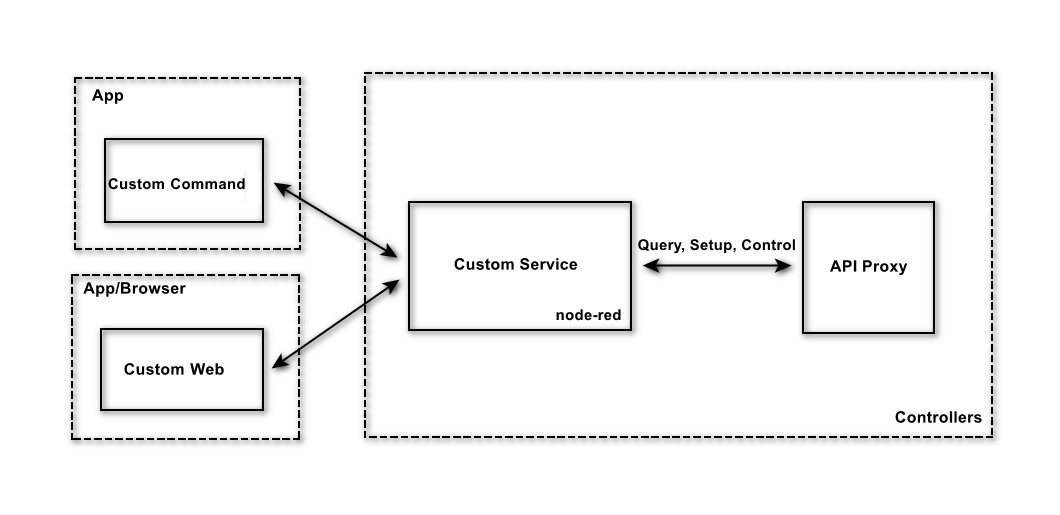 App
Custom Command
App/Browser
Custom Web
Query, Setup, Control
Custom Service
node-red
API Proxy
Controllers